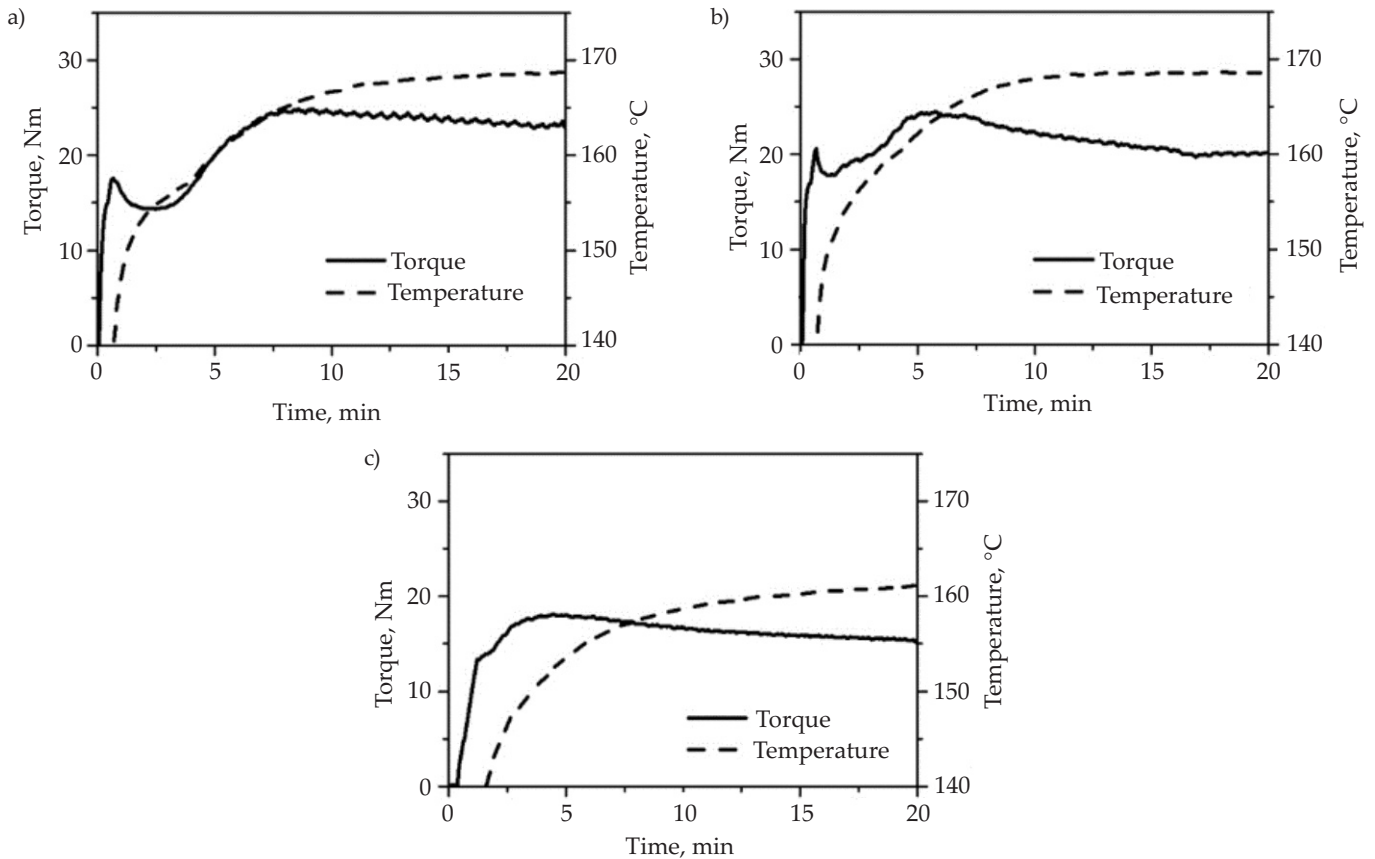 a)
Torque, Nm
30
20
10
0
170
160
150
140
Temperature, °C
Torque
Temperature
0 5 10 15 20
Time, min
b)
Torque, Nm
30
20
10
0
170
160
150
140
Temperature, °C
Torque
Temperature
0 5 10 15 20
Time, min
c)
Torque, Nm
30
20
10
0
170
160
150
140
Temperature, °C
Torque
Temperature
0 5 10 15 20
Time, min